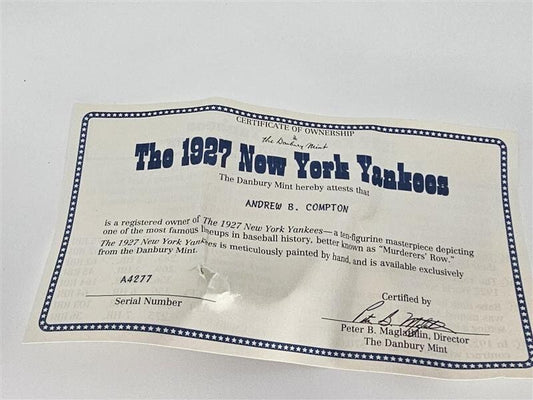 CERTIFICATE OF OWNERSHIP
the Danbury Mint
The 1927 New York Yankees
The Danbury Mint hereby attests that
ANDREW B. COMPTON
is a registered owner of The 1927 New York Yankees—a ten-figurine masterpiece depicting
one of the most famous lineups in baseball history, better known as "Murderers' Row."
The 1927 New York Yankees is meticulously painted by hand, and is available exclusively
from the Danbury Mint.
A4277
Serial Number
Certified by
Peter B. Maglathlin, Director
The Danbury Mint